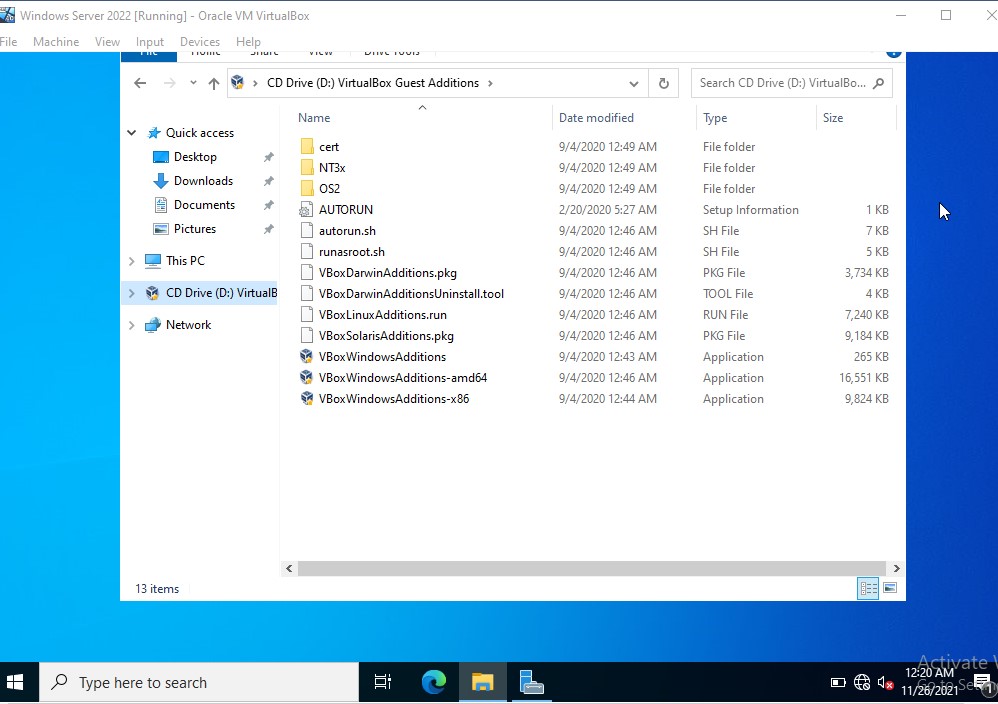 Windows Server 2022 [Running] - Oracle VM VirtualBox
File Machine View Input Devices Help
File Home Share View Drive Tools
CD Drive (D:) VirtualBox Guest Additions
Search CD Drive (D:) VirtualBo...
Name Date modified Type Size
Quick access
Desktop
Downloads
Documents
Pictures
This PC
CD Drive (D:) VirtualB
Network
cert 9/4/2020 12:49 AM File folder
NT3x 9/4/2020 12:49 AM File folder
OS2 9/4/2020 12:49 AM File folder
AUTORUN 2/20/2020 5:27 AM Setup Information 1 KB
autorun.sh 9/4/2020 12:46 AM SH File 7 KB
runasroot.sh 9/4/2020 12:46 AM SH File 5 KB
VBoxDarwinAdditions.pkg 9/4/2020 12:46 AM PKG File 3,734 KB
VBoxDarwinAdditionsUninstall.tool 9/4/2020 12:46 AM TOOL File 4 KB
VBoxLinuxAdditions.run 9/4/2020 12:46 AM RUN File 7,240 KB
VBoxSolarisAdditions.pkg 9/4/2020 12:46 AM PKG File 9,184 KB
VBoxWindowsAdditions 9/4/2020 12:43 AM Application 265 KB
VBoxWindowsAdditions-amd64 9/4/2020 12:46 AM Application 16,551 KB
VBoxWindowsAdditions-x86 9/4/2020 12:44 AM Application 9,824 KB
13 items
Activate W
Go to Set
Type here to search
12:20 AM
11/26/2021
1